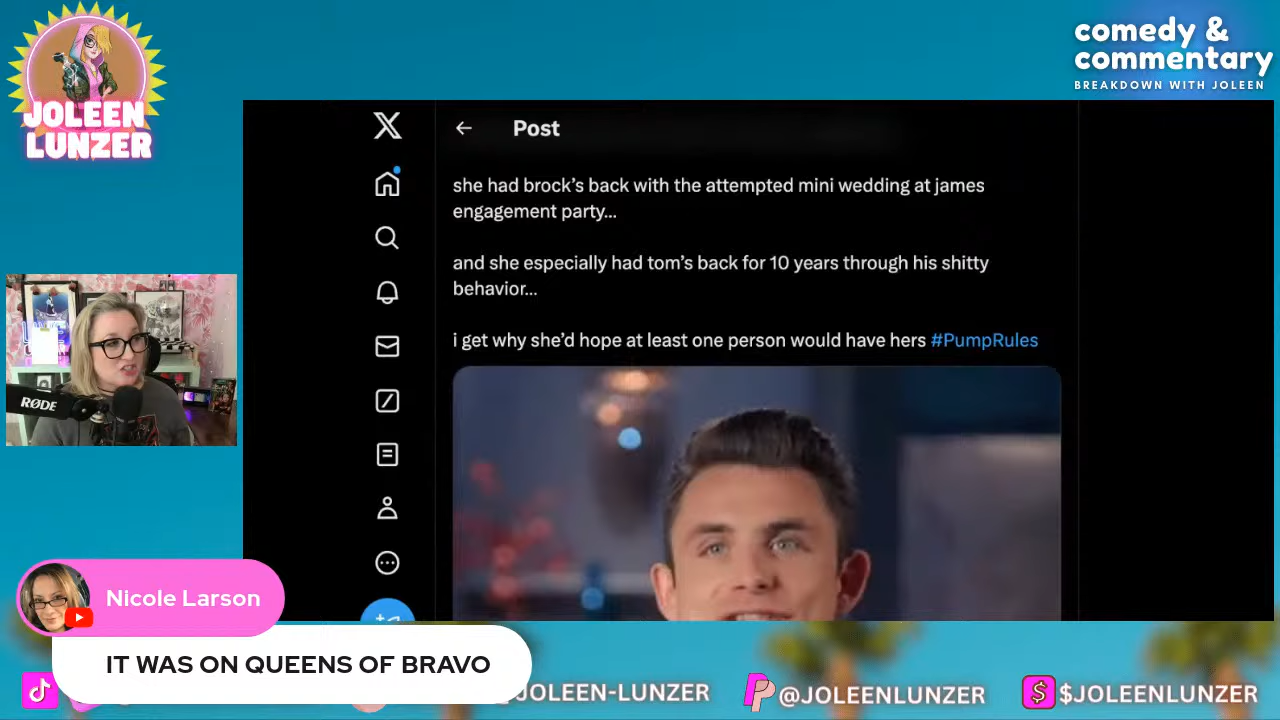 JOLEEN
LUNZER
comedy &
commentary
BREAKDOWN WITH JOLEEN
Post
she had brock's back with the attempted mini wedding at james
engagement party...
and she especially had tom's back for 10 years through his shitty
behavior...
i get why she'd hope at least one person would have hers #PumpRules
RØDE
Nicole Larson
IT WAS ON QUEENS OF BRAVO
JOLEEN-LUNZER
@JOLEENLUNZER
$JOLEENLUNZER